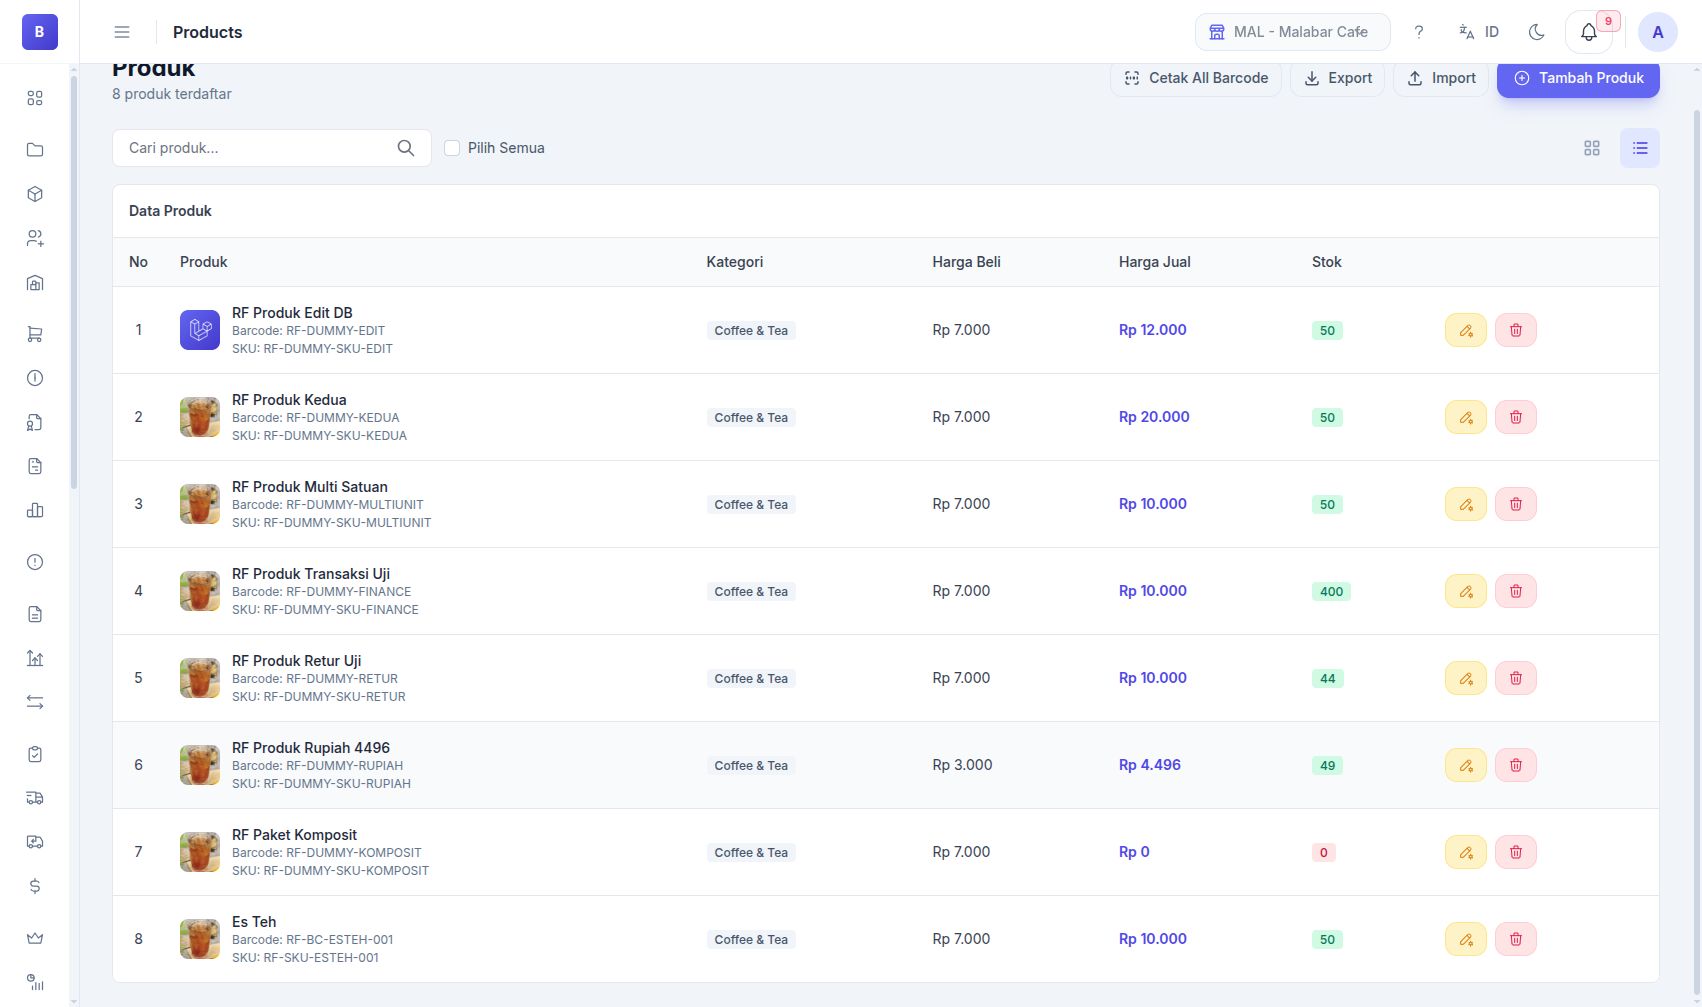 B
Products
MAL - Malabar Cafe
?
ID
9
A
Produk
8 produk terdaftar
Cetak All Barcode
Export
Import
Tambah Produk
Cari produk...
Pilih Semua
Data Produk
No Produk Kategori Harga Beli Harga Jual Stok
RF Produk Edit DB
1 Barcode: RF-DUMMY-EDIT Coffee & Tea Rp 7.000 Rp 12.000 50
SKU: RF-DUMMY-SKU-EDIT
RF Produk Kedua
2 Barcode: RF-DUMMY-KEDUA Coffee & Tea Rp 7.000 Rp 20.000 50
SKU: RF-DUMMY-SKU-KEDUA
RF Produk Multi Satuan
3 Barcode: RF-DUMMY-MULTIUNIT Coffee & Tea Rp 7.000 Rp 10.000 50
SKU: RF-DUMMY-SKU-MULTIUNIT
RF Produk Transaksi Uji
4 Barcode: RF-DUMMY-FINANCE Coffee & Tea Rp 7.000 Rp 10.000 400
SKU: RF-DUMMY-SKU-FINANCE
RF Produk Retur Uji
5 Barcode: RF-DUMMY-RETUR Coffee & Tea Rp 7.000 Rp 10.000 44
SKU: RF-DUMMY-SKU-RETUR
RF Produk Rupiah 4496
6 Barcode: RF-DUMMY-RUPIAH Coffee & Tea Rp 3.000 Rp 4.496 49
SKU: RF-DUMMY-SKU-RUPIAH
RF Paket Komposit
7 Barcode: RF-DUMMY-KOMPOSIT Coffee & Tea Rp 7.000 Rp 0 0
SKU: RF-DUMMY-SKU-KOMPOSIT
Es Teh
8 Barcode: RF-BC-ESTEH-001 Coffee & Tea Rp 7.000 Rp 10.000 50
SKU: RF-SKU-ESTEH-001